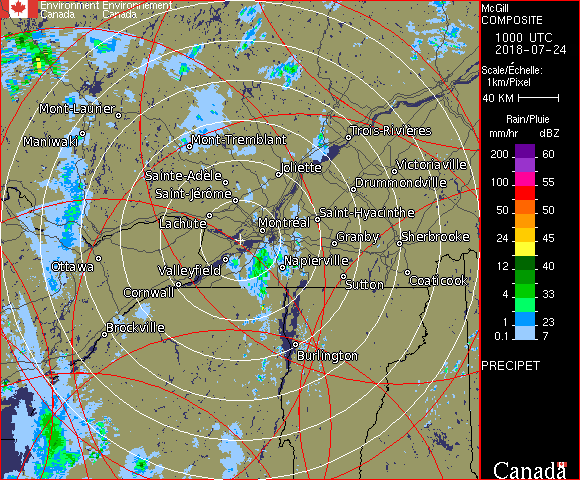 Environment Environnement
Canada Canada
McGill
COMPOSITE
1000 UTC
2018-07-24
Scale/Échelle:
1km/Pixel
40 KM
Rain/Pluie
mm/hr dBZ
200 60
100 55
50 50
24 45
12 40
4 33
1 23
0.1 7
PRECIPET
Canada
Mont-Laurier
Maniwaki
Mont-Tremblant
Trois-Rivières
Sainte-Adèle
Joliette
Victoriaville
Saint-Jérôme
Drummondville
Lachute
Montréal
Saint-Hyacinthe
Granby
Sherbrooke
Ottawa
Valleyfield
Napierville
Cornwall
Sutton
Coaticook
Brockville
Burlington